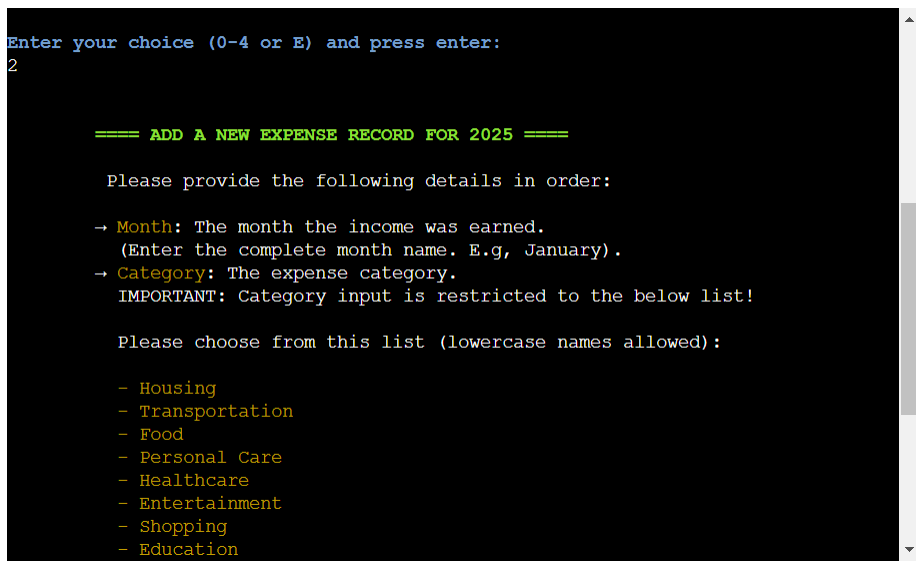 Enter your choice (0-4 or E) and press enter:
2
==== ADD A NEW EXPENSE RECORD FOR 2025 ====
Please provide the following details in order:
→ Month: The month the income was earned.
(Enter the complete month name. E.g, January).
→ Category: The expense category.
IMPORTANT: Category input is restricted to the below list!
Please choose from this list (lowercase names allowed):
- Housing
- Transportation
- Food
- Personal Care
- Healthcare
- Entertainment
- Shopping
- Education